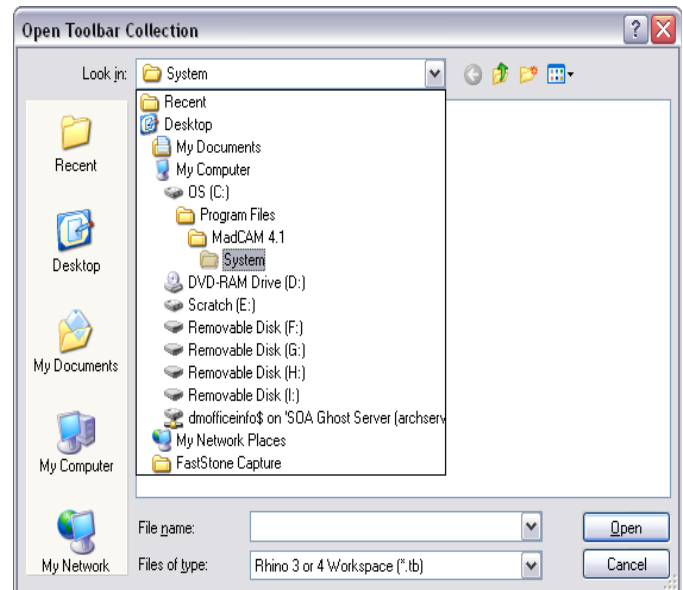 Open Toolbar Collection
Look in:
System
Recent
Desktop
My Documents
My Computer
OS (C:)
Program Files
MadCAM 4.1
System
DVD-RAM Drive (D:)
Scratch (E:)
Removable Disk (F:)
Removable Disk (G:)
Removable Disk (H:)
Removable Disk (I:)
dmofficeinfo$ on 'SOA Ghost Server (archserv
My Network Places
FastStone Capture
Recent
Desktop
My Documents
My Computer
My Network
File name:
Open
Files of type:
Rhino 3 or 4 Workspace (*.tb)
Cancel